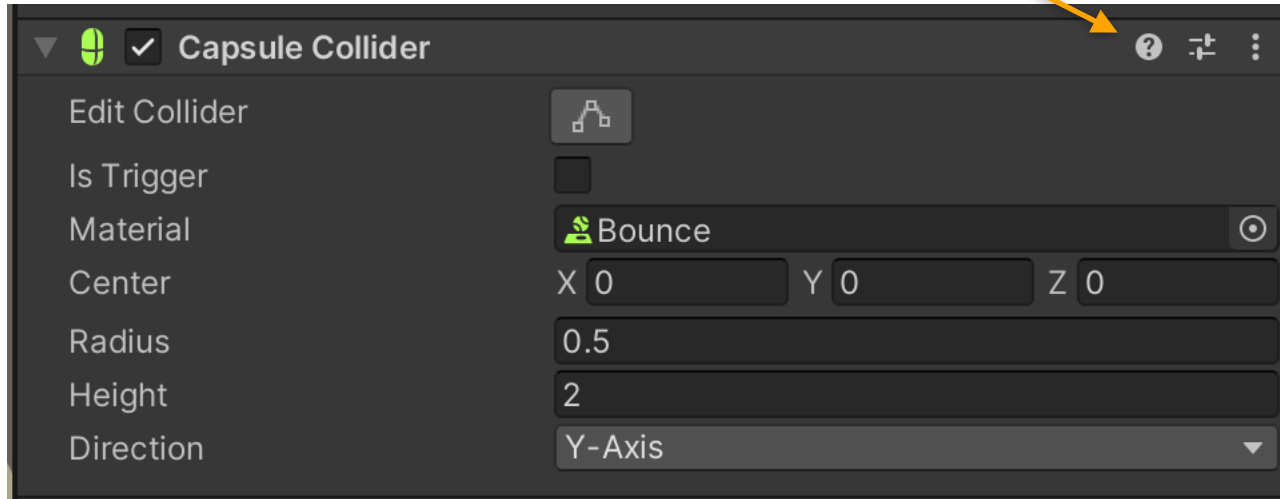 Capsule Collider
Edit Collider
Is Trigger
Material Bounce
Center X 0 Y 0 Z 0
Radius 0.5
Height 2
Direction Y-Axis